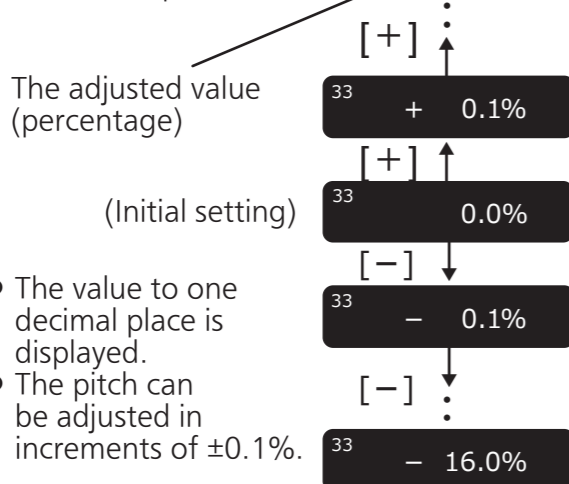 [+]
The adjusted value
(percentage)
33
+ 0.1%
[+]
(Initial setting)
33
0.0%
[−]
33
− 0.1%
• The value to one
decimal place is
displayed.
• The pitch can
be adjusted in
increments of ±0.1%.
[−]
33
− 16.0%